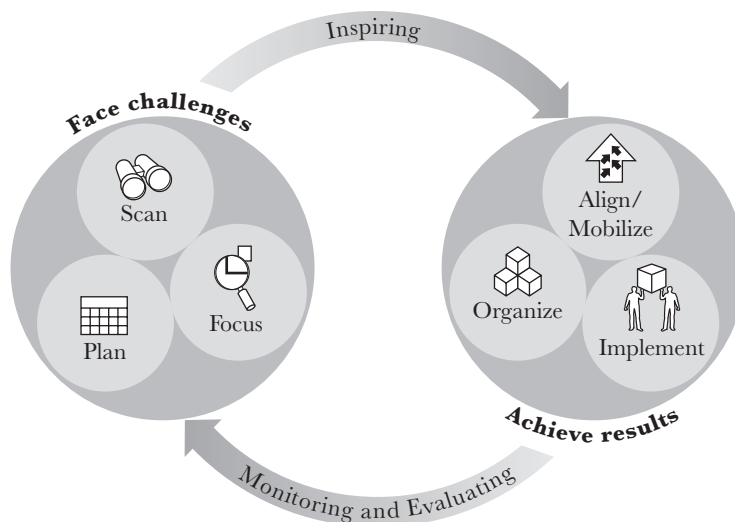 Inspiring
Face challenges
Scan
Focus
Plan
Align/
Mobilize
Organize
Implement
Achieve results
Monitoring and Evaluating